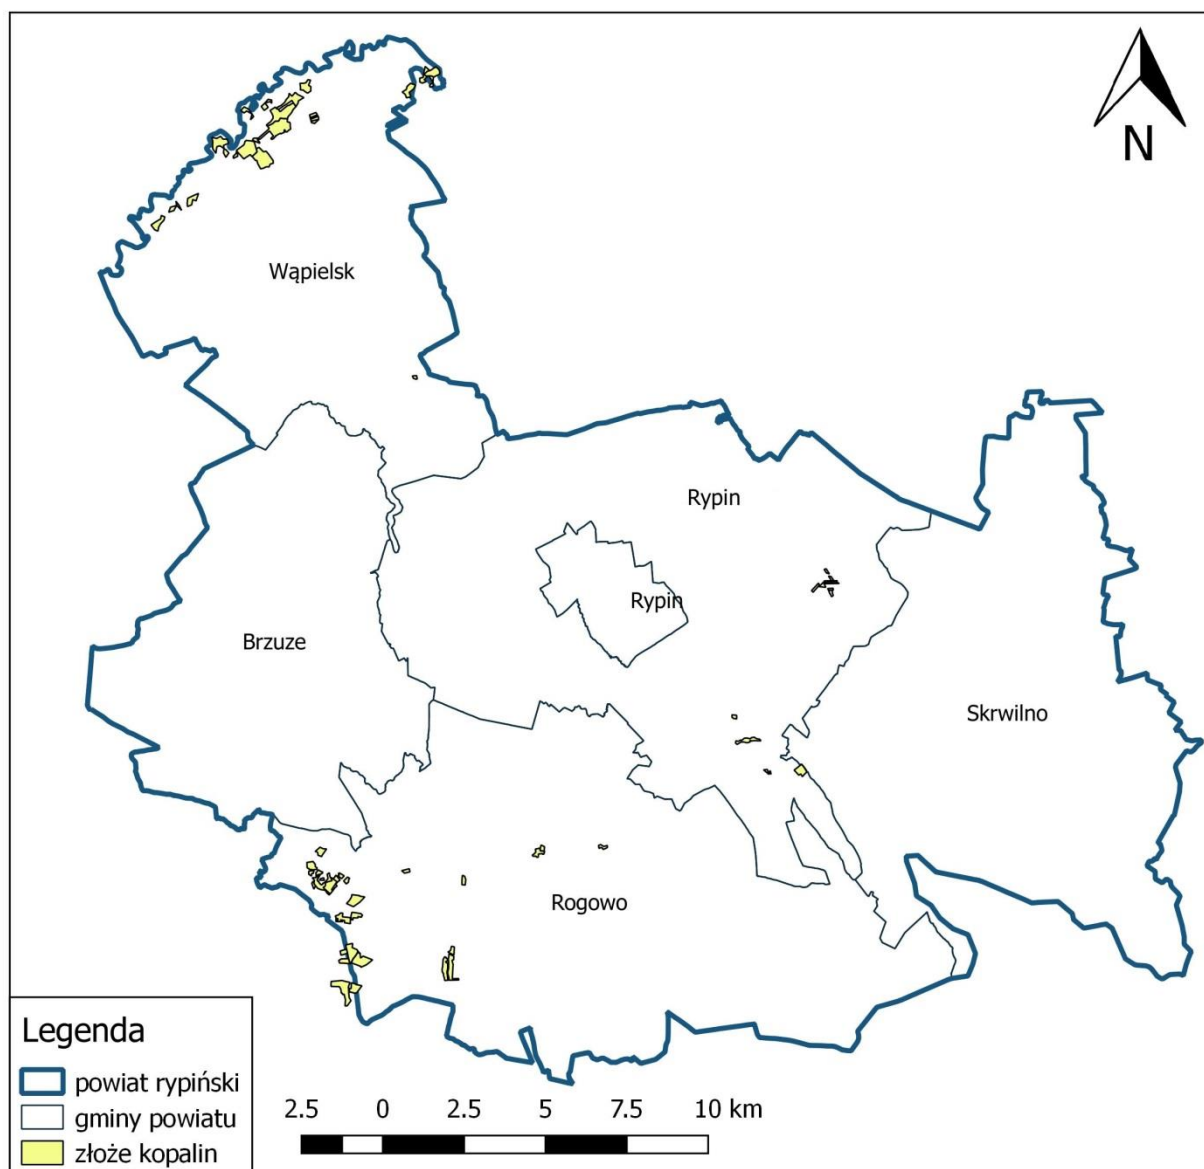 N
Wąpielsk
Rypin
Rypin
Brzuze
Skrwilno
Rogowo
Legenda
powiat rypiński
gminy powiatu
złoże kopalin
2.5 0 2.5 5 7.5 10 km